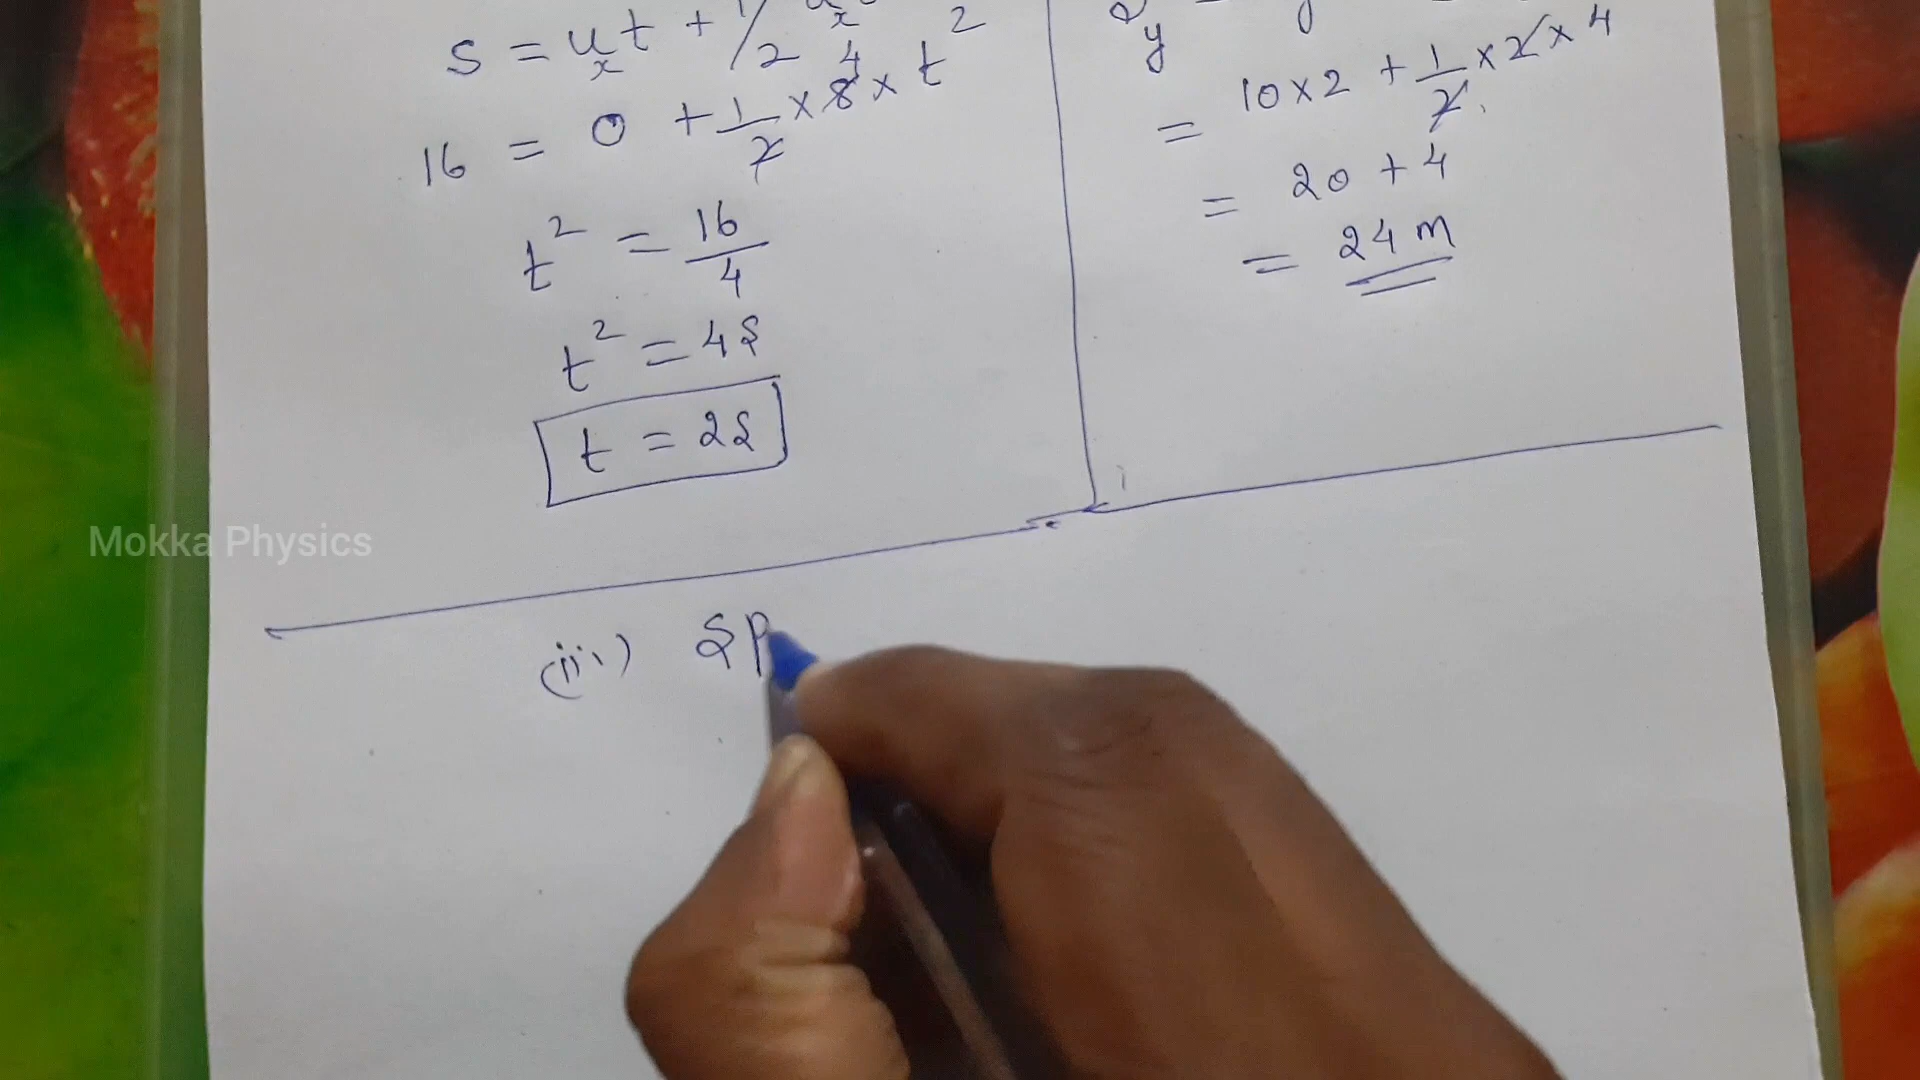 s = uₓt + 1/2 aₓ
16 = 0 + 1/2 × 8 4 × t²
t² = 16/4
t² = 4s
t = 2s
y
= 10×2 + 1/2 × 2 × 4
= 20 + 4
= 24 m
Mokka Physics
(iii) Sp